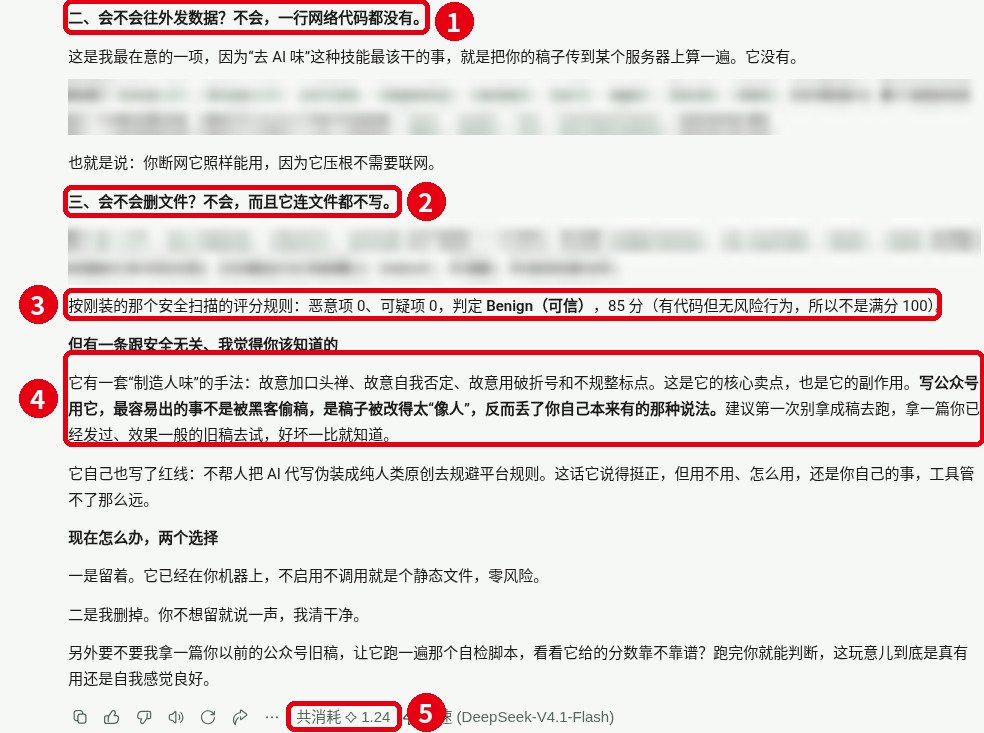 二、会不会往外发数据？不会，一行网络代码都没有。
1
这是我最在意的一项，因为“去 AI 味”这种技能最该干的事，就是把你的稿子传到某个服务器上算一遍。它没有。
也就是说：你断网它照样能用，因为它压根不需要联网。
三、会不会删文件？不会，而且它连文件都不写。
2
3
按刚装的那个安全扫描的评分规则：恶意项 0、可疑项 0，判定 Benign（可信），85 分（有代码但无风险行为，所以不是满分 100）
但有一条跟安全无关、我觉得你该知道的
4
它有一套“制造人味”的手法：故意加口头禅、故意自我否定、故意用破折号和不规整标点。这是它的核心卖点，也是它的副作用。写公众号
用它，最容易出的事不是被黑客偷稿，是稿子被改得太“像人”，反而丢了你自己本来有的那种说法。建议第一次别拿成稿去跑，拿一篇你已
经发过、效果一般的旧稿去试，好坏一比就知道。
它自己也写了红线：不帮人把 AI 代写伪装成纯人类原创去规避平台规则。这话它说得挺正，但用不用、怎么用，还是你自己的事，工具管
不了那么远。
现在怎么办，两个选择
一是留着。它已经在你机器上，不启用不调用就是个静态文件，零风险。
二是我删掉。你不想留就说一声，我清干净。
另外要不要我拿一篇你以前的公众号旧稿，让它跑一遍那个自检脚本，看看它给的分数靠不靠谱？跑完你就能判断，这玩意儿到底是真有
用还是自我感觉良好。
共消耗 1.24
5
(DeepSeek-V4.1-Flash)